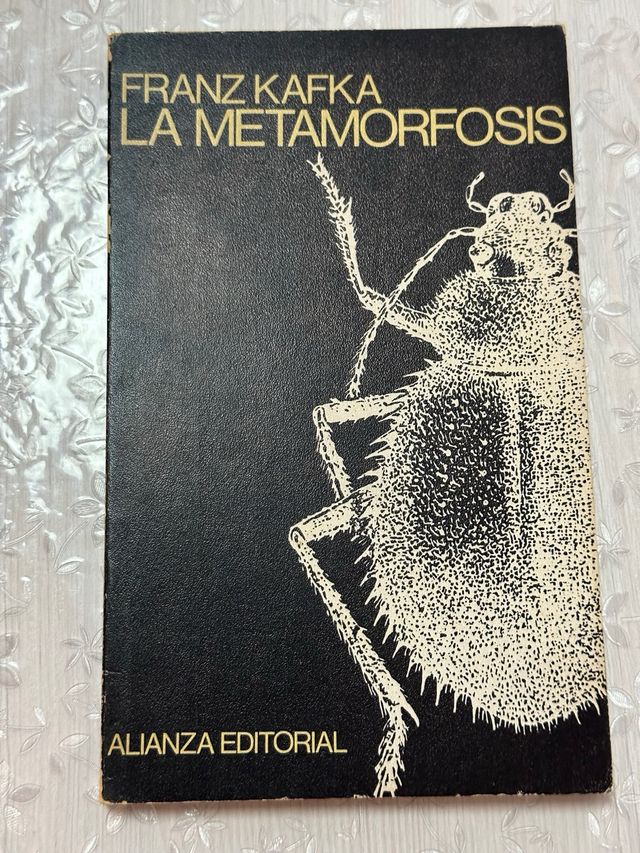 FRANZ KAFKA
LA METAMORFOSIS
ALIANZA EDITORIAL